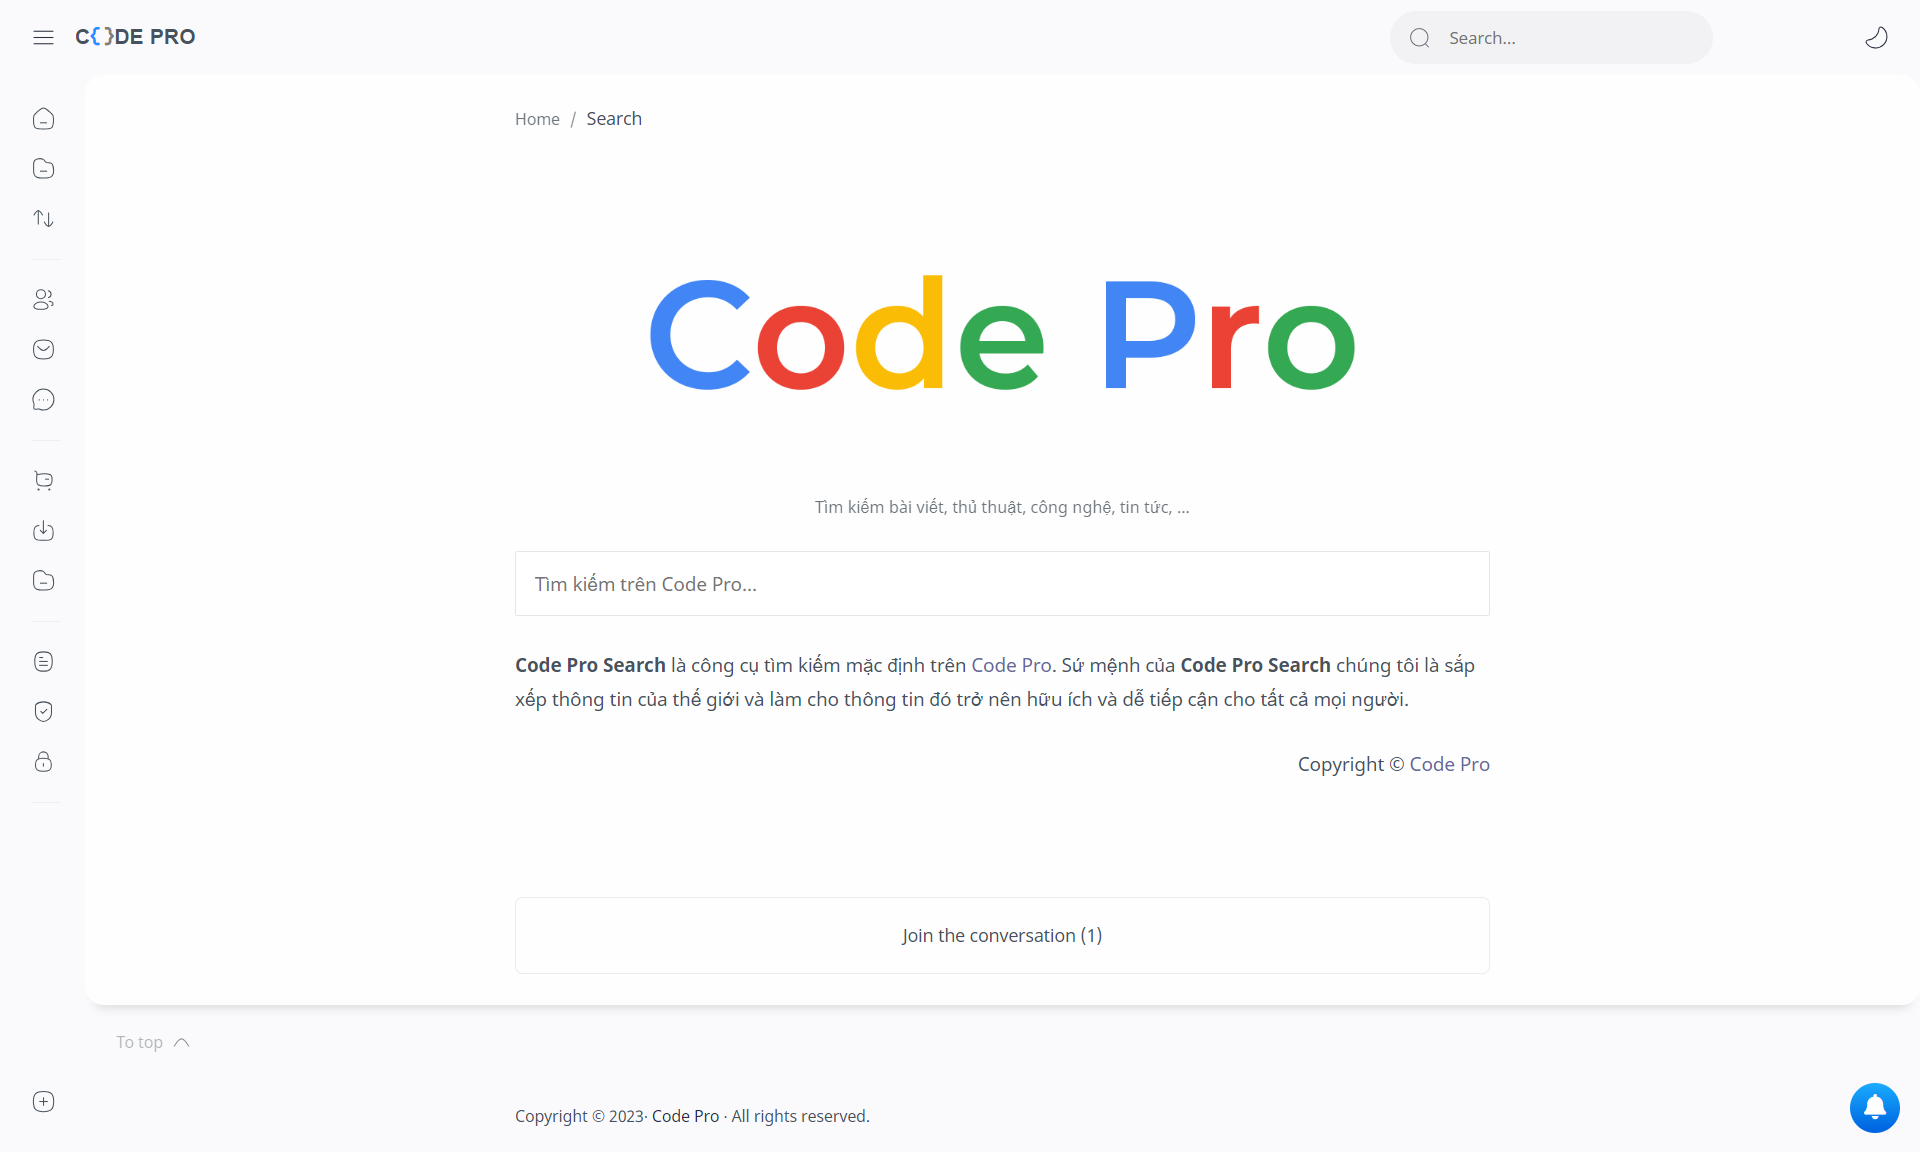 C{}DE PRO
Search...
Home / Search
Code Pro
Tìm kiếm bài viết, thủ thuật, công nghệ, tin tức, ...
Tìm kiếm trên Code Pro...
Code Pro Search là công cụ tìm kiếm mặc định trên Code Pro. Sứ mệnh của Code Pro Search chúng tôi là sắp
xếp thông tin của thế giới và làm cho thông tin đó trở nên hữu ích và dễ tiếp cận cho tất cả mọi người.
Copyright © Code Pro
Join the conversation (1)
To top
Copyright © 2023· Code Pro · All rights reserved.